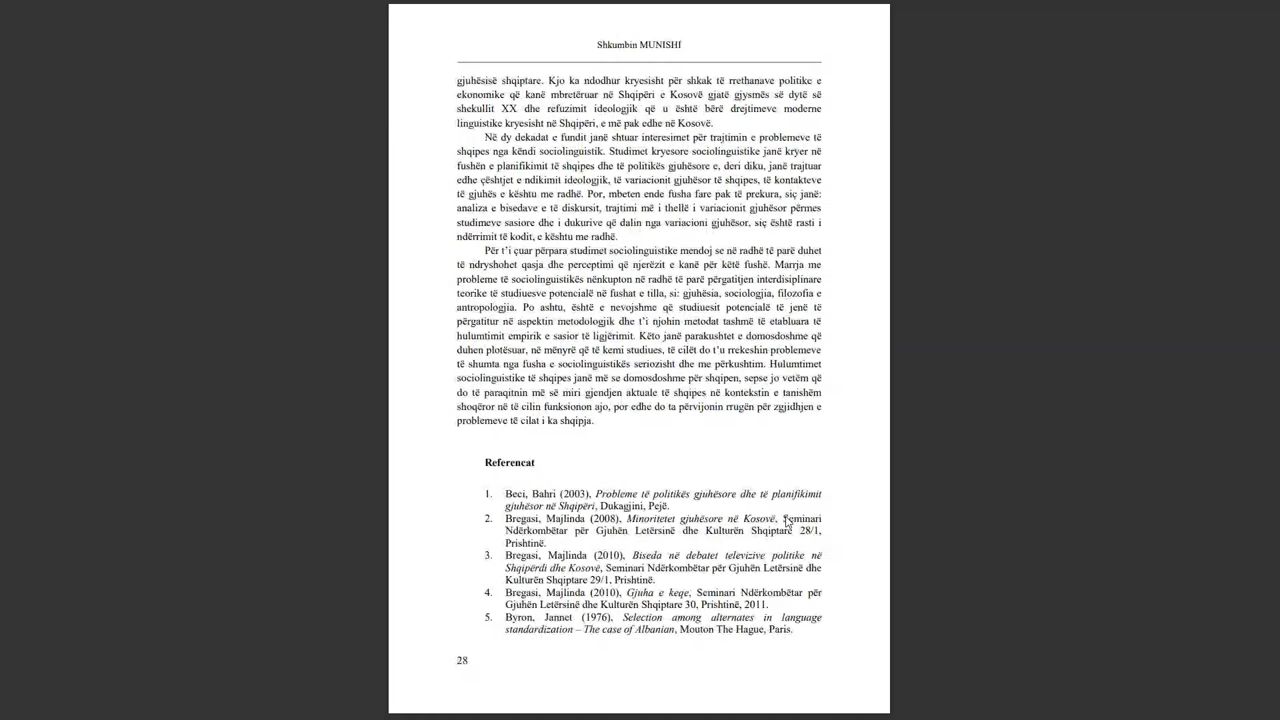 Shkumbin MUNISHI
gjuhësisë shqiptare. Kjo ka ndodhur kryesisht për shkak të rrethanave politike e
ekonomike që kanë mbretëruar në Shqipëri e Kosovë gjatë gjysmës së dytë së
shekullit XX dhe refuzimit ideologjik që u është bërë drejtimeve moderne
linguistike kryesisht në Shqipëri, e më pak edhe në Kosovë.
Në dy dekadat e fundit janë shtuar interesimet për trajtimin e problemeve të
shqipes nga këndi sociolinguistik. Studimet kryesore sociolinguistike janë kryer në
fushën e planifikimit të shqipes dhe të politikës gjuhësore e, deri diku, janë trajtuar
edhe çështjet e ndikimit ideologjik, të variacionit gjuhësor të shqipes, të kontakteve
të gjuhës e kështu me radhë. Por, mbeten ende fusha fare pak të prekura, siç janë:
analiza e bisedave e të diskursit, trajtimi më i thellë i variacionit gjuhësor përmes
studimeve sasiore dhe i dukurive që dalin nga variacioni gjuhësor, siç është rasti i
ndërrimit të kodit, e kështu me radhë.
Për t’i çuar përpara studimet sociolinguistike mendoj se në radhë të parë duhet
të ndryshohet qasja dhe perceptimi që njerëzit e kanë për këtë fushë. Marrja me
probleme të sociolinguistikës nënkupton në radhë të parë përgatitjen interdisiplinare
teorike të studiuesve potencialë në fushat e tilla, si: gjuhësia, sociologjia, filozofia e
antropologjia. Po ashtu, është e nevojshme që studiuesit potencialë të jenë të
përgatitur në aspektin metodologjik dhe t’i njohin metodat tashmë të etabluara të
hulumtimit empirik e sasior të ligjërimit. Këto janë parakushtet e domosdoshme që
duhen plotësuar, në mënyrë që të kemi studiues, të cilët do t’u rrekeshin problemeve
të shumta nga fusha e sociolinguistikës seriozisht dhe me përkushtim. Hulumtimet
sociolinguistike të shqipes janë më se domosdoshme për shqipen, sepse jo vetëm që
do të paraqitnin më së miri gjendjen aktuale të shqipes në kontekstin e tanishëm
shoqëror në të cilin funksionon ajo, por edhe do ta përvijonin rrugën për zgjidhjen e
problemeve të cilat i ka shqipja.
Referencat
1. Beci, Bahri (2003), Probleme të politikës gjuhësore dhe të planifikimit
gjuhësor në Shqipëri, Dukagjini, Pejë.
2. Bregasi, Majlinda (2008), Minoritetet gjuhësore në Kosovë, Seminari
Ndërkombëtar për Gjuhën Letërsinë dhe Kulturën Shqiptare 28/1,
Prishtinë.
3. Bregasi, Majlinda (2010), Biseda në debatet televizive politike në
Shqipërdi dhe Kosovë, Seminari Ndërkombëtar për Gjuhën Letërsinë dhe
Kulturën Shqiptare 29/1, Prishtinë.
4. Bregasi, Majlinda (2010), Gjuha e keqe, Seminari Ndërkombëtar për
Gjuhën Letërsinë dhe Kulturën Shqiptare 30, Prishtinë, 2011.
5. Byron, Jannet (1976), Selection among alternates in language
standardization – The case of Albanian, Mouton The Hague, Paris.
28